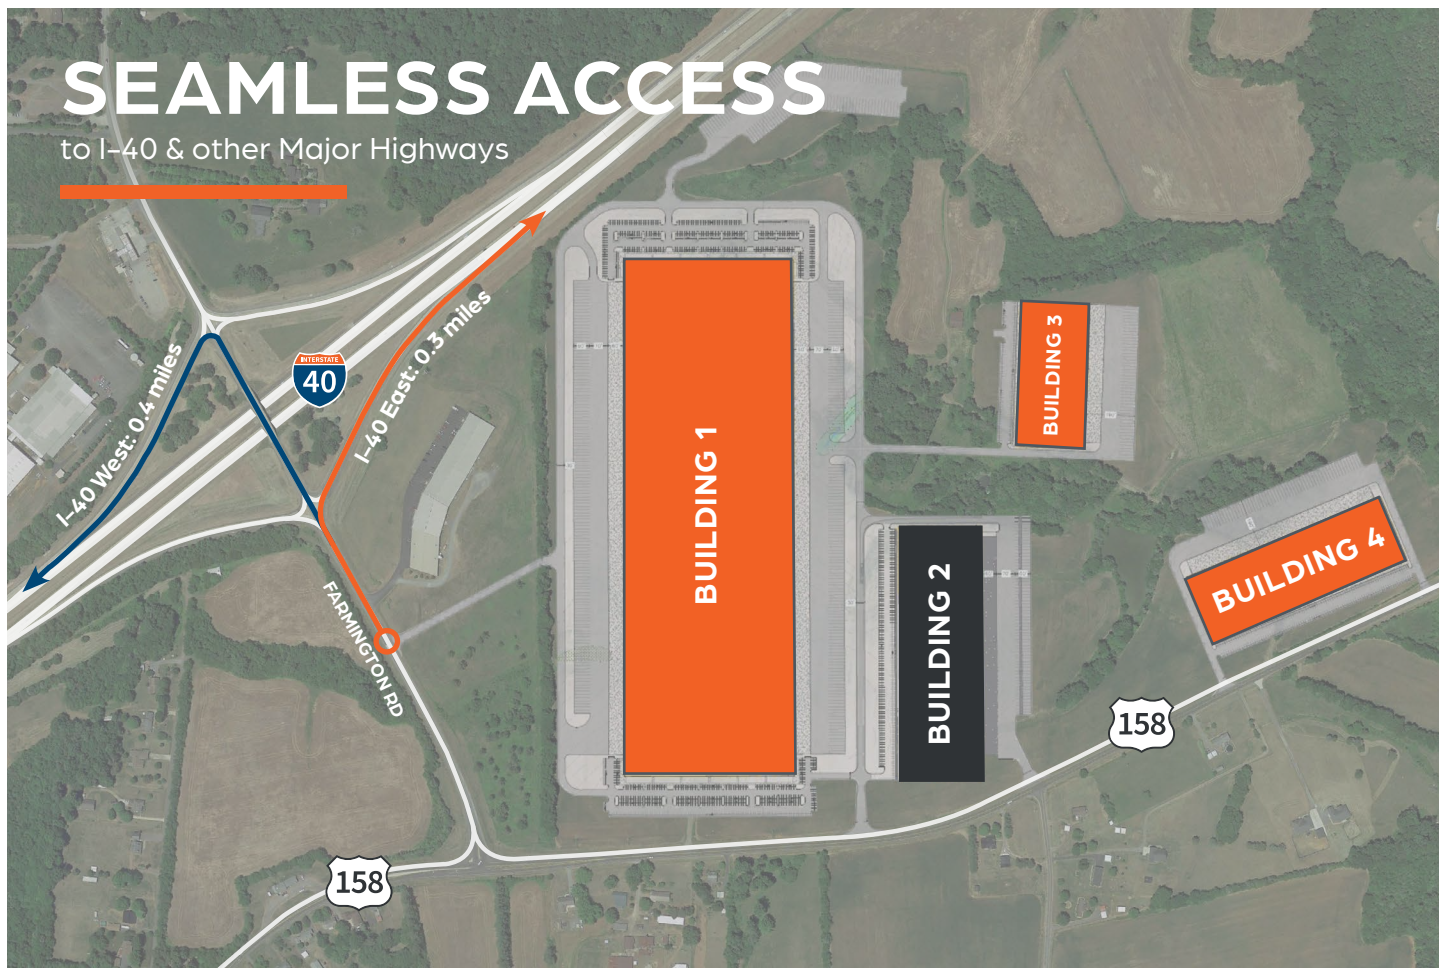 SEAMLESS ACCESS
to I-40 & other Major Highways
I-40 West: 0.4 miles
INTERSTATE
40
I-40 East: 0.3 miles
FARMINGTON RD
BUILDING 1
BUILDING 2
BUILDING 3
BUILDING 4
158
158